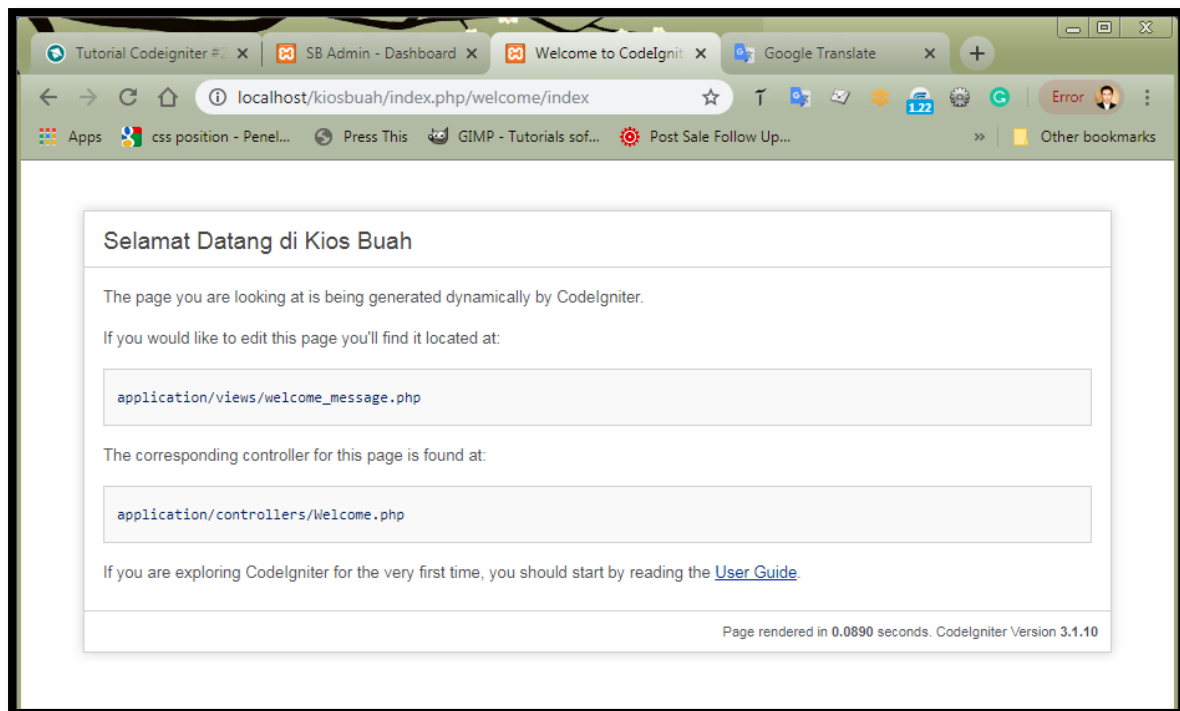 Tutorial Codeigniter #2
SB Admin - Dashboard
Welcome to CodeIgnit
Google Translate
localhost/kiosbuah/index.php/welcome/index
1.22
Error
Apps
css position - Penel...
Press This
GIMP - Tutorials sof...
Post Sale Follow Up...
»
Other bookmarks
Selamat Datang di Kios Buah
The page you are looking at is being generated dynamically by CodeIgniter.
If you would like to edit this page you'll find it located at:
application/views/welcome_message.php
The corresponding controller for this page is found at:
application/controllers/Welcome.php
If you are exploring CodeIgniter for the very first time, you should start by reading the User Guide.
Page rendered in 0.0890 seconds. CodeIgniter Version 3.1.10